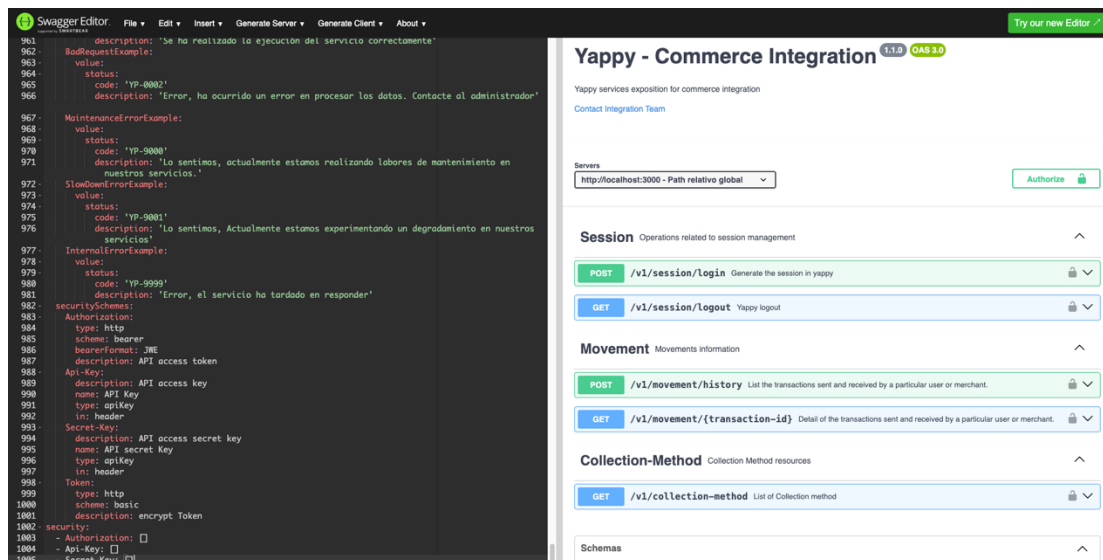 Swagger Editor.
supported by SMARTBEAR
File ▾ Edit ▾ Insert ▾ Generate Server ▾ Generate Client ▾ About ▾
Try our new Editor ↗
961 description: 'Se ha realizado la ejecución del servicio correctamente'
962 BadRequestExample:
963 value:
964 status:
965 code: 'YP-0002'
966 description: 'Error, ha ocurrido un error en procesar los datos. Contacte al administrador'
967 MaintenanceErrorExample:
968 value:
969 status:
970 code: 'YP-9000'
971 description: 'Lo sentimos, actualmente estamos realizando labores de mantenimiento en
nuestros servicios.'
972 SlowDownErrorExample:
973 value:
974 status:
975 code: 'YP-9001'
976 description: 'Lo sentimos, Actualmente estamos experimentando un degradamiento en nuestros
servicios'
977 InternalErrorExample:
978 value:
979 status:
980 code: 'YP-9999'
981 description: 'Error, el servicio ha tardado en responder'
982 securitySchemes:
983 Authorization:
984 type: http
985 scheme: bearer
986 bearerFormat: JWE
987 description: API access token
988 Api-Key:
989 description: API access key
990 name: API Key
991 type: apiKey
992 in: header
993 Secret-Key:
994 description: API access secret key
995 name: API secret Key
996 type: apiKey
997 in: header
998 Token:
999 type: http
1000 scheme: basic
1001 description: encrypt Token
1002 security:
1003 - Authorization: []
1004 - Api-Key: []
1005 - Secret-Key: []
Yappy - Commerce Integration 1.1.0 OAS 3.0
Yappy services exposition for commerce integration
Contact Integration Team
Servers
http://localhost:3000 - Path relativo global
Authorize
Session Operations related to session management
POST /v1/session/login Generate the session in yappy
GET /v1/session/logout Yappy logout
Movement Movements information
POST /v1/movement/history List the transactions sent and received by a particular user or merchant.
GET /v1/movement/{transaction-id} Detail of the transactions sent and received by a particular user or merchant.
Collection-Method Collection Method resources
GET /v1/collection-method List of Collection method
Schemas